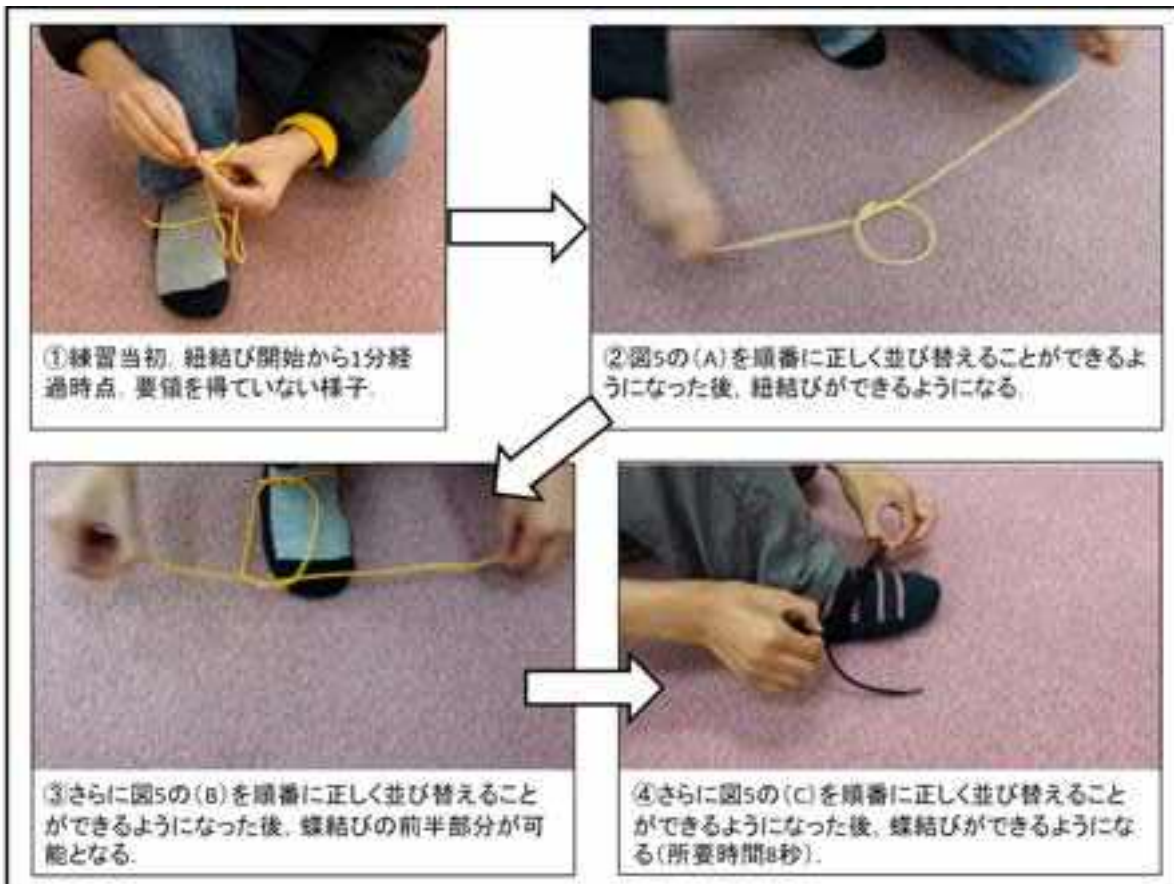 ①練習当初，紐結び開始から1分経
過時点．要領を得ていない様子．
②図5の(A)を順番に正しく並び替えることができるよ
うになった後，紐結びができるようになる．
③さらに図5の(B)を順番に正しく並び替えること
ができるようになった後，蝶結びの前半部分が可
能となる．
④さらに図5の(C)を順番に正しく並び替えること
ができるようになった後，蝶結びができるようにな
る(所要時間8秒)．